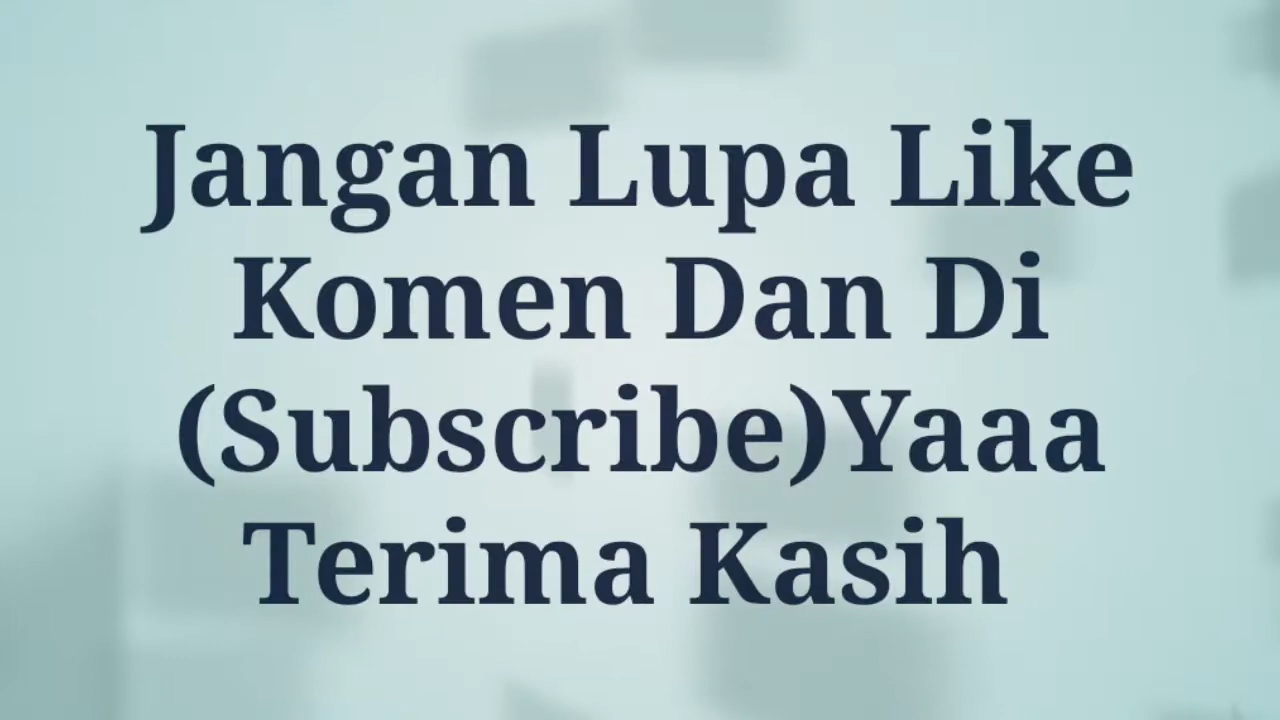 Jangan Lupa Like
Komen Dan Di
(Subscribe)Yaaa
Terima Kasih